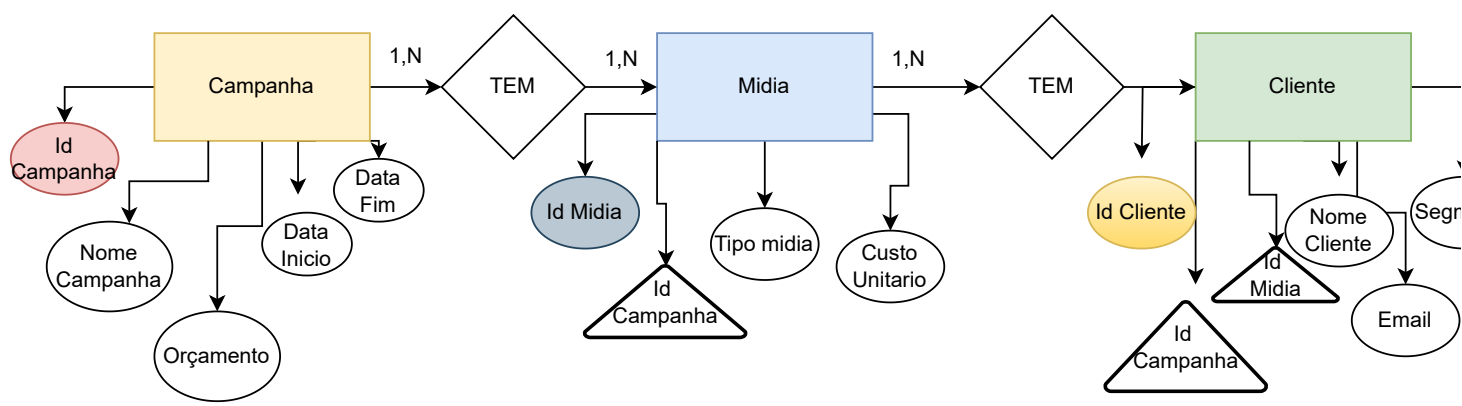 1,N
1,N
1,N
Campanha
TEM
Midia
TEM
Cliente
Id
Campanha
Data
Fim
Nome
Campanha
Data
Inicio
Orçamento
Id Midia
Tipo midia
Custo
Unitario
Id
Campanha
Id Cliente
Nome
Cliente
Id
Midia
Email
Id
Campanha